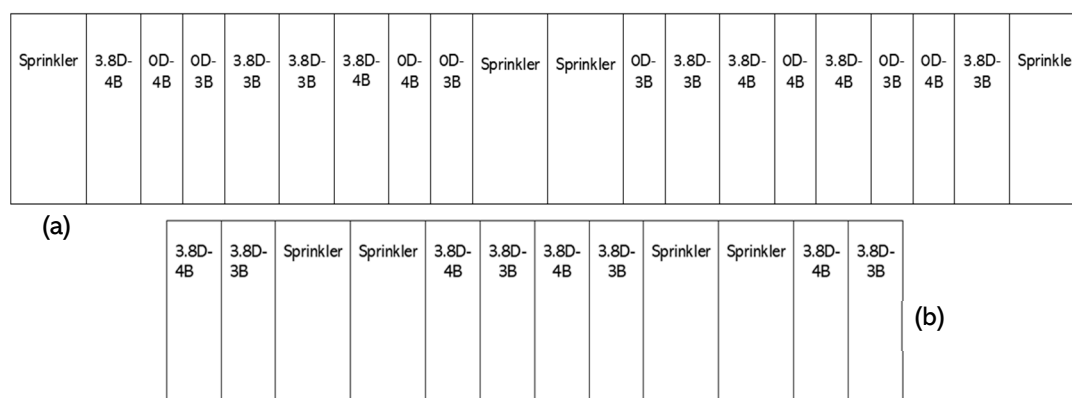 Sprinkler
3.8D-
4B
0D-
4B
0D-
3B
3.8D-
3B
3.8D-
3B
3.8D-
4B
0D-
4B
0D-
3B
Sprinkler
Sprinkler
0D-
3B
3.8D-
3B
3.8D-
4B
0D-
4B
3.8D-
4B
0D-
3B
0D-
4B
3.8D-
3B
Sprinkle
(a)
3.8D-
4B
3.8D-
3B
Sprinkler
Sprinkler
3.8D-
4B
3.8D-
3B
3.8D-
4B
3.8D-
3B
Sprinkler
Sprinkler
3.8D-
4B
3.8D-
3B
(b)